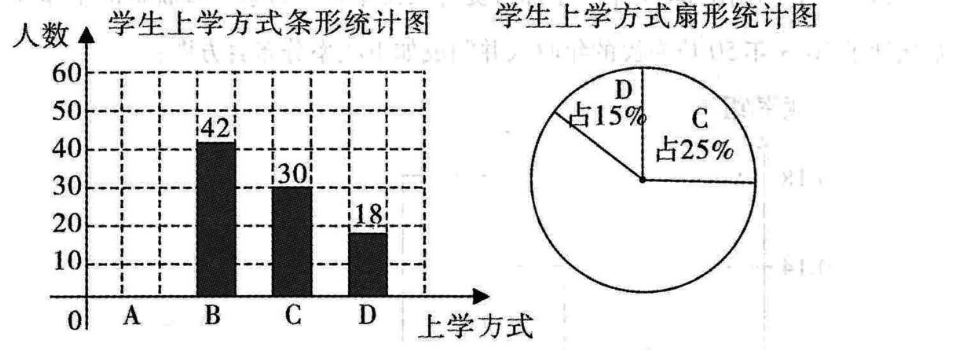 学生上学方式条形统计图
人数
60
50
40
30
20
10
0
42
30
18
A B C D
上学方式
学生上学方式扇形统计图
D
占15%
C
占25%